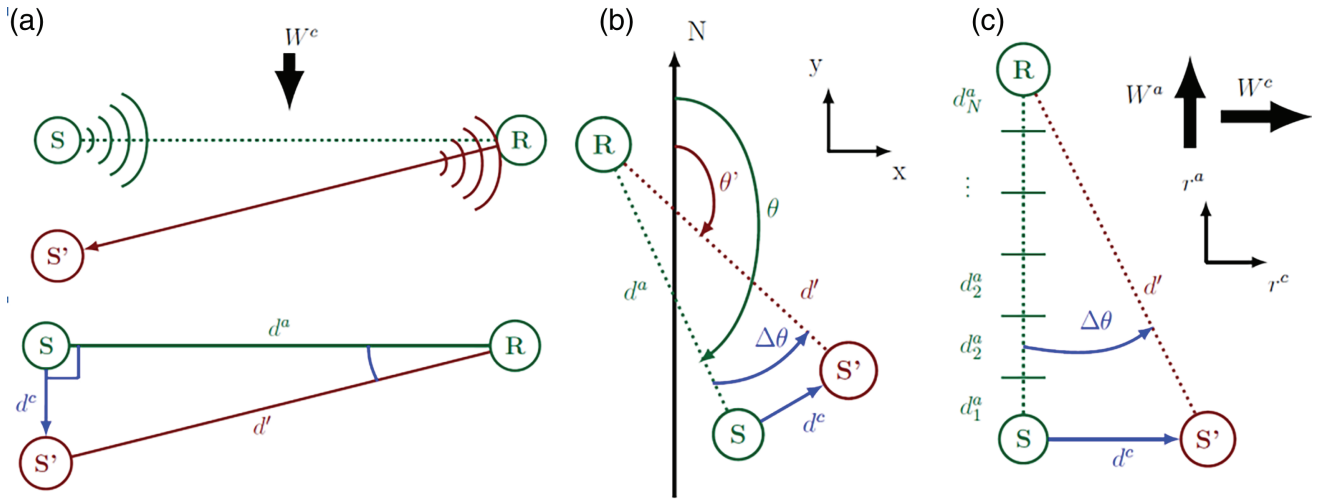 (a)
W^c
S
R
S'
S
d^a
R
d^c
d'
S'
(b)
N
y
x
R
θ'
θ
d^a
d'
Δθ
S'
d^c
S
(c)
R
d^a_N
W^a
W^c
⋮
r^a
r^c
d^a_2
d'
Δθ
d^a_2
d^a_1
S
S'
d^c